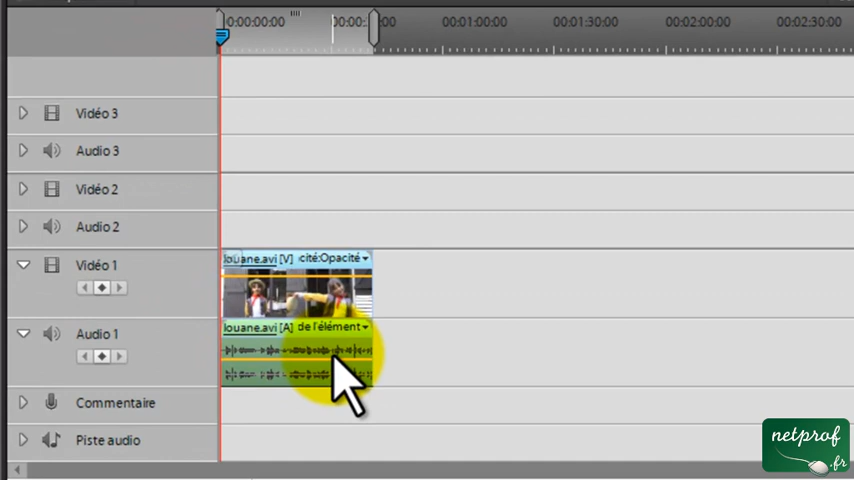 0:00:00:00 00:00: 00 00:01:00:00 00:01:30:00 00:02:00:00 00:02:30:00
Vidéo 3
Audio 3
Vidéo 2
Audio 2
Vidéo 1
louane.avi [V] cité:Opacité
Audio 1
louane.avi [A] de l'élément
Commentaire
Piste audio
netprof
.fr